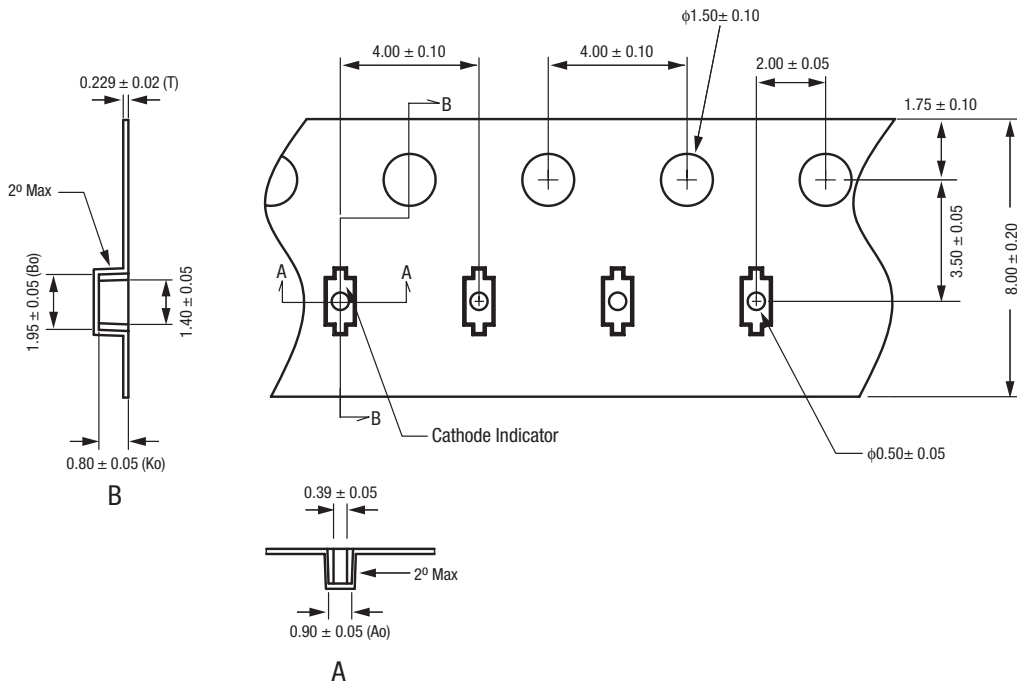 ϕ1.50± 0.10
4.00 ± 0.10
4.00 ± 0.10
2.00 ± 0.05
0.229 ± 0.02 (T)
B
1.75 ± 0.10
2º Max
1.95 ± 0.05 (Bo)
1.40 ± 0.05
A
A
3.50 ± 0.05
8.00 ± 0.20
B
Cathode Indicator
ϕ0.50± 0.05
0.80 ± 0.05 (Ko)
B
0.39 ± 0.05
2º Max
0.90 ± 0.05 (Ao)
A